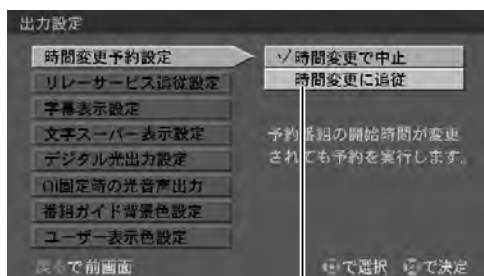 出力設定
時間変更予約設定
リレーサービス追従設定
字幕表示設定
文字スーパー表示設定
デジタル光出力設定
CH固定時の光音声出力
番組ガイド背景色設定
ユーザー表示色設定
時間変更で中止
時間変更に追従
予約番組の開始時間が変更
されても予約を実行します。
戻るで前画面
で選択 で決定